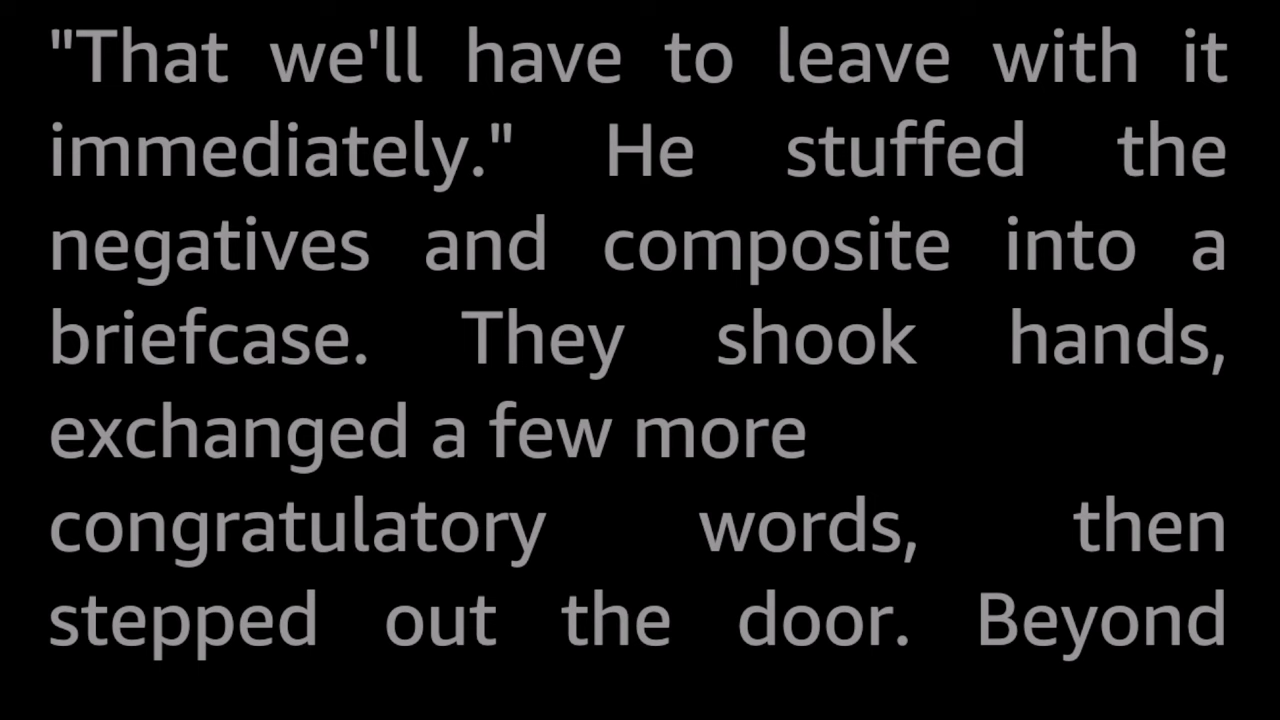 "That we'll have to leave with it
immediately." He stuffed the
negatives and composite into a
briefcase. They shook hands,
exchanged a few more
congratulatory words, then
stepped out the door. Beyond